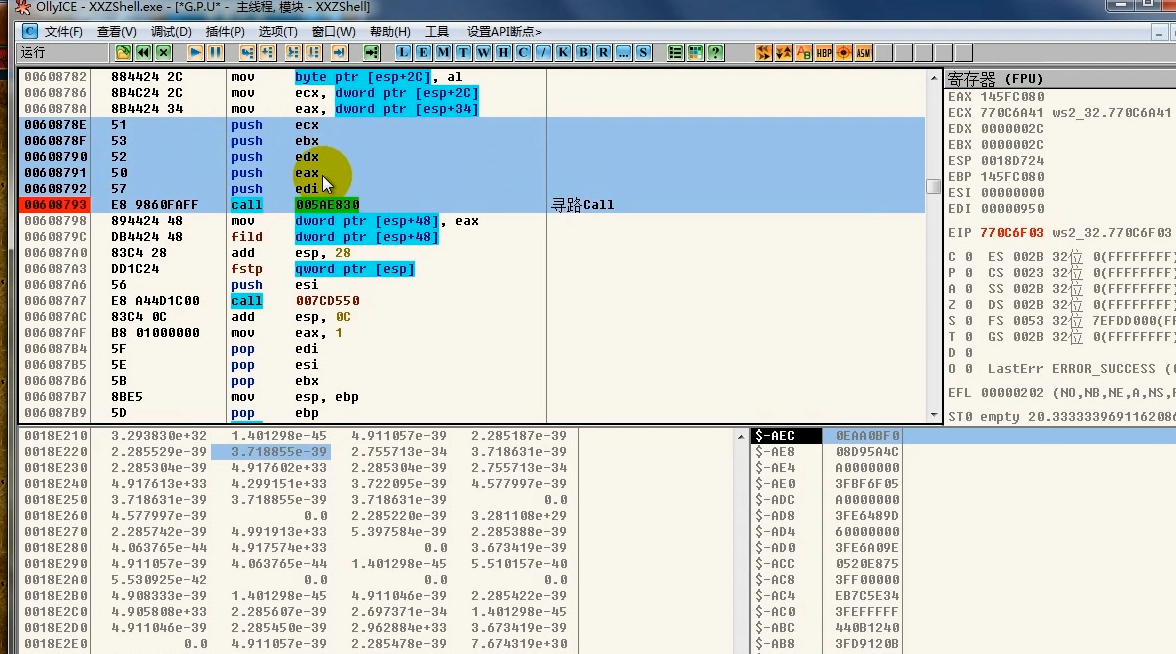 OllyICE - XXZShell.exe - [*G.P.U* - 主线程, 模块 - XXZShell]
C 文件(F) 查看(V) 调试(D) 插件(P) 选项(T) 窗口(W) 帮助(H) 工具 设置API断点>
运行 L E M T W H C / K B R ... S ? HBP ASM
00608782 884424 2C mov byte ptr [esp+2C], al
00608786 8B4C24 2C mov ecx, dword ptr [esp+2C]
0060878A 8B4424 34 mov eax, dword ptr [esp+34]
0060878E 51 push ecx
0060878F 53 push ebx
00608790 52 push edx
00608791 50 push eax
00608792 57 push edi
00608793 E8 9860FAFF call 005AE830 寻路Call
00608798 894424 48 mov dword ptr [esp+48], eax
0060879C DB4424 48 fild dword ptr [esp+48]
006087A0 83C4 28 add esp, 28
006087A3 DD1C24 fstp qword ptr [esp]
006087A6 56 push esi
006087A7 E8 A44D1C00 call 007CD550
006087AC 83C4 0C add esp, 0C
006087AF B8 01000000 mov eax, 1
006087B4 5F pop edi
006087B5 5E pop esi
006087B6 5B pop ebx
006087B7 8BE5 mov esp, ebp
006087B9 5D pop ebp
寄存器 (FPU)
EAX 145FC080
ECX 770C6A41 ws2_32.770C6A41
EDX 0000002C
EBX 0000002C
ESP 0018D724
EBP 145FC080
ESI 00000000
EDI 00000950
EIP 770C6F03 ws2_32.770C6F03
C 0 ES 002B 32位 0(FFFFFFFF)
P 0 CS 0023 32位 0(FFFFFFFF)
A 0 SS 002B 32位 0(FFFFFFFF)
Z 0 DS 002B 32位 0(FFFFFFFF)
S 0 FS 0053 32位 7EFDD000(FF
T 0 GS 002B 32位 0(FFFFFFFF)
D 0
O 0 LastErr ERROR_SUCCESS (
EFL 00000202 (NO,NB,NE,A,NS,
ST0 empty 20.3333339691162086
0018E210 3.293830e+32 1.401298e-45 4.911057e-39 2.285187e-39
0018E220 2.285529e-39 3.718855e-39 2.755713e-34 3.718631e-39
0018E230 2.285304e-39 4.917602e+33 2.285304e-39 2.755713e-34
0018E240 4.917613e+33 4.299151e+33 3.722095e-39 4.577997e-39
0018E250 3.718631e-39 3.718855e-39 3.718631e-39 0.0
0018E260 4.577997e-39 0.0 2.285220e-39 3.281108e+29
0018E270 2.285742e-39 4.991913e+33 5.397584e-39 2.285388e-39
0018E280 4.063765e-44 4.917574e+33 0.0 3.673419e-39
0018E290 4.911057e-39 4.063765e-44 1.401298e-45 5.510157e-40
0018E2A0 5.530925e-42 0.0 0.0 0.0
0018E2B0 4.908333e-39 1.401298e-45 4.911046e-39 2.285422e-39
0018E2C0 4.905808e+33 2.285607e-39 2.697371e-34 1.401298e-45
0018E2D0 4.911046e-39 2.285450e-39 2.962884e+33 3.673419e-39
0018E2E0 0.0 4.911057e-39 2.285478e-39 7.674319e+30
$-AEC 0EAA0BF0
$-AE8 08D95A4C
$-AE4 A0000000
$-AE0 3FBF6F05
$-ADC A0000000
$-AD8 3FE6489D
$-AD4 60000000
$-AD0 3FE6A09E
$-ACC 0520E875
$-AC8 3FF00000
$-AC4 EB7C5E34
$-AC0 3FEFFFFF
$-ABC 440B1240
$-AB8 3FD9120B